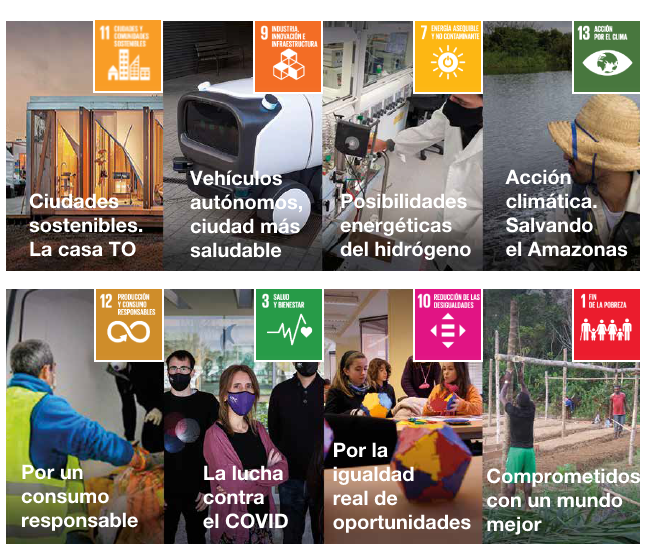 11 CIUDADES Y
COMUNIDADES
SOSTENIBLES
Ciudades
sostenibles.
La casa TO
9 INDUSTRIA,
INNOVACIÓN E
INFRAESTRUCTURA
Vehículos
autónomos,
ciudad más
saludable
7 ENERGÍA ASEQUIBLE
Y NO CONTAMINANTE
Posibilidades
energéticas
del hidrógeno
13 ACCIÓN
POR EL CLIMA
Acción
climática.
Salvando
el Amazonas
12 PRODUCCIÓN
Y CONSUMO
RESPONSABLES
Por un
consumo
responsable
3 SALUD
Y BIENESTAR
La lucha
contra
el COVID
10 REDUCCIÓN DE LAS
DESIGUALDADES
Por la
igualdad
real de
oportunidades
1 FIN
DE LA POBREZA
Comprometidos
con un mundo
mejor